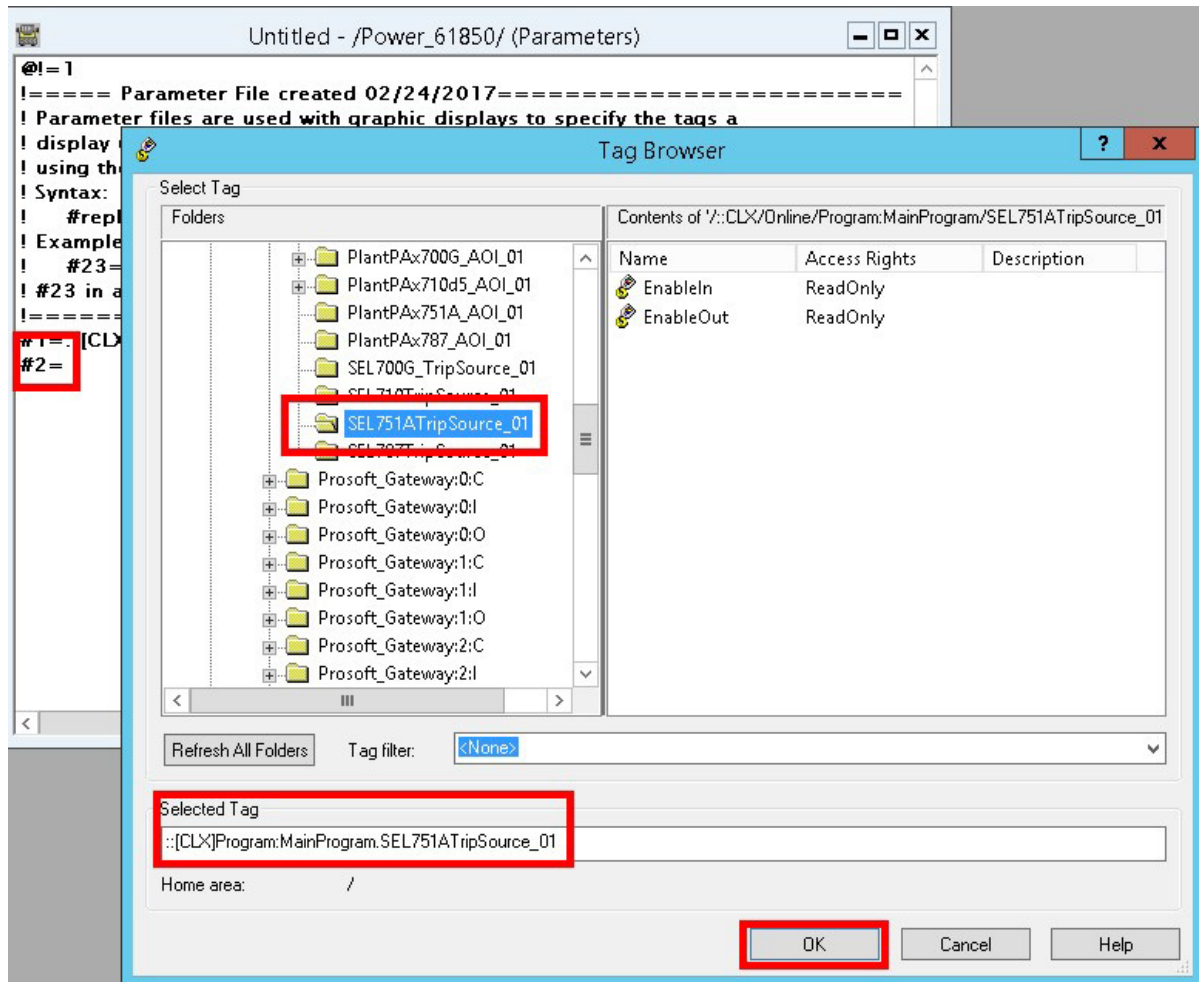 Untitled - /Power_61850/ (Parameters)
@!=1
!===== Parameter File created 02/24/2017========================
! Parameter files are used with graphic displays to specify the tags a
! display
! using the
! Syntax:
! #repl
! Example
! #23=
! #23 in a
!======
#1=::[CLX
#2=
Tag Browser
?
X
Select Tag
Folders
Contents of '/::CLX/Online/Program:MainProgram/SEL751ATripSource_01
PlantPAx700G_AOI_01
PlantPAx710d5_AOI_01
PlantPAx751A_AOI_01
PlantPAx787_AOI_01
SEL700G_TripSource_01
SEL710TripSource_01
SEL751ATripSource_01
SEL787TripSource_01
Prosoft_Gateway:0:C
Prosoft_Gateway:0:I
Prosoft_Gateway:0:O
Prosoft_Gateway:1:C
Prosoft_Gateway:1:I
Prosoft_Gateway:1:O
Prosoft_Gateway:2:C
Prosoft_Gateway:2:I
Name Access Rights Description
EnableIn ReadOnly
EnableOut ReadOnly
Refresh All Folders Tag filter: <None>
Selected Tag
::[CLX]Program:MainProgram.SEL751ATripSource_01
Home area: /
OK Cancel Help